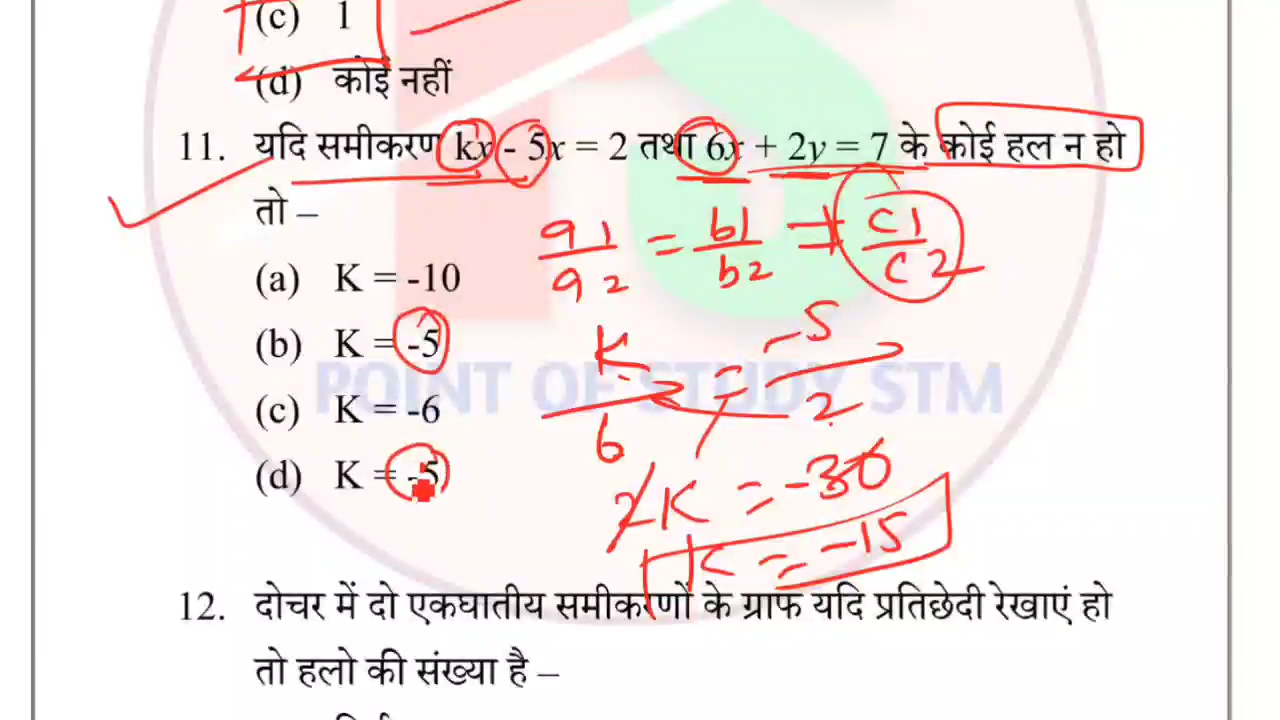 (c) 1
(d) कोई नहीं
11. यदि समीकरण kx - 5x = 2 तथा 6x + 2y = 7 के कोई हल न हो
तो –
a1/a2 = b1/b2 ≠ c1/c2
(a) K = -10
(b) K = -5
K/6 = -5/2
POINT OF STUDY STM
(c) K = -6
(d) K = -5
2K = -30
K = -15
12. दोचर में दो एकघातीय समीकरणों के ग्राफ यदि प्रतिछेदी रेखाएं हो
तो हलो की संख्या है –